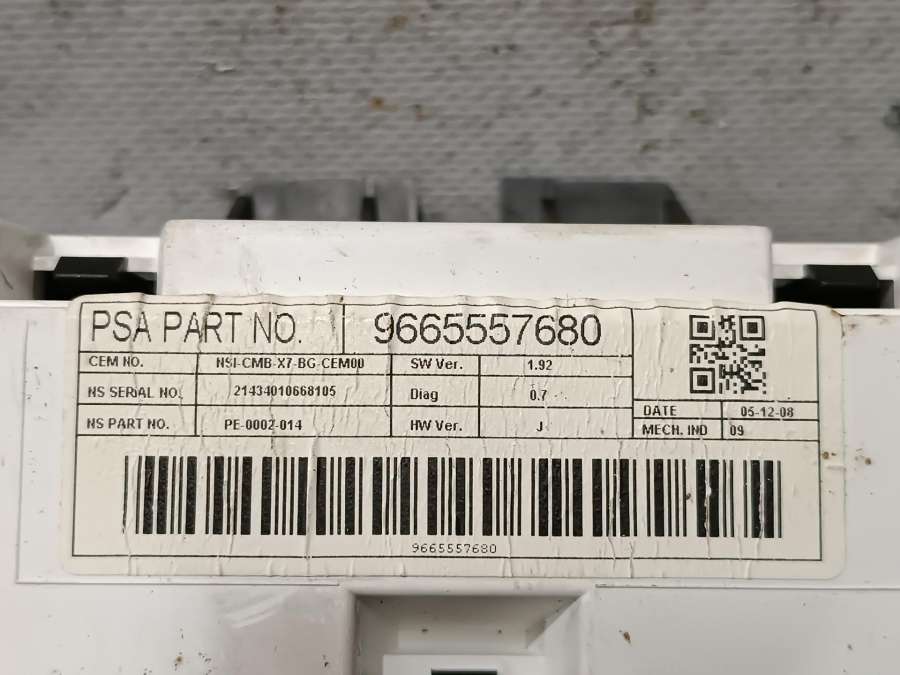 PSA PART NO. 9665557680
CEM NO. NSI-CMB-X7-BG-CEM00 SW Ver. 1.92
NS SERIAL NO. 21434010668105 Diag 0.7
DATE 05-12-08
NS PART NO. PE-0002-014 HW Ver. J
MECH. IND 09
9665557680